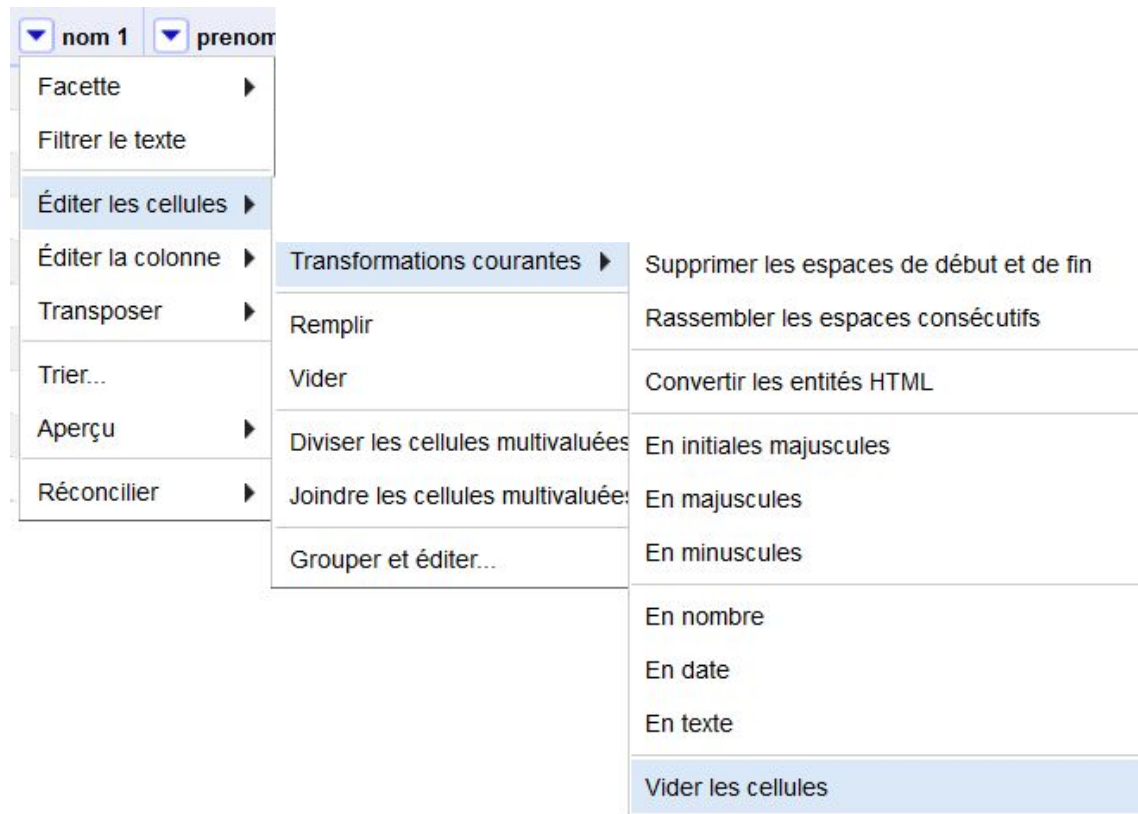 nom 1 prenom
Facette
Filtrer le texte
Éditer les cellules
Éditer la colonne
Transposer
Trier...
Aperçu
Réconcilier
Transformations courantes
Remplir
Vider
Diviser les cellules multivaluées
Joindre les cellules multivaluées
Grouper et éditer...
Supprimer les espaces de début et de fin
Rassembler les espaces consécutifs
Convertir les entités HTML
En initiales majuscules
En majuscules
En minuscules
En nombre
En date
En texte
Vider les cellules